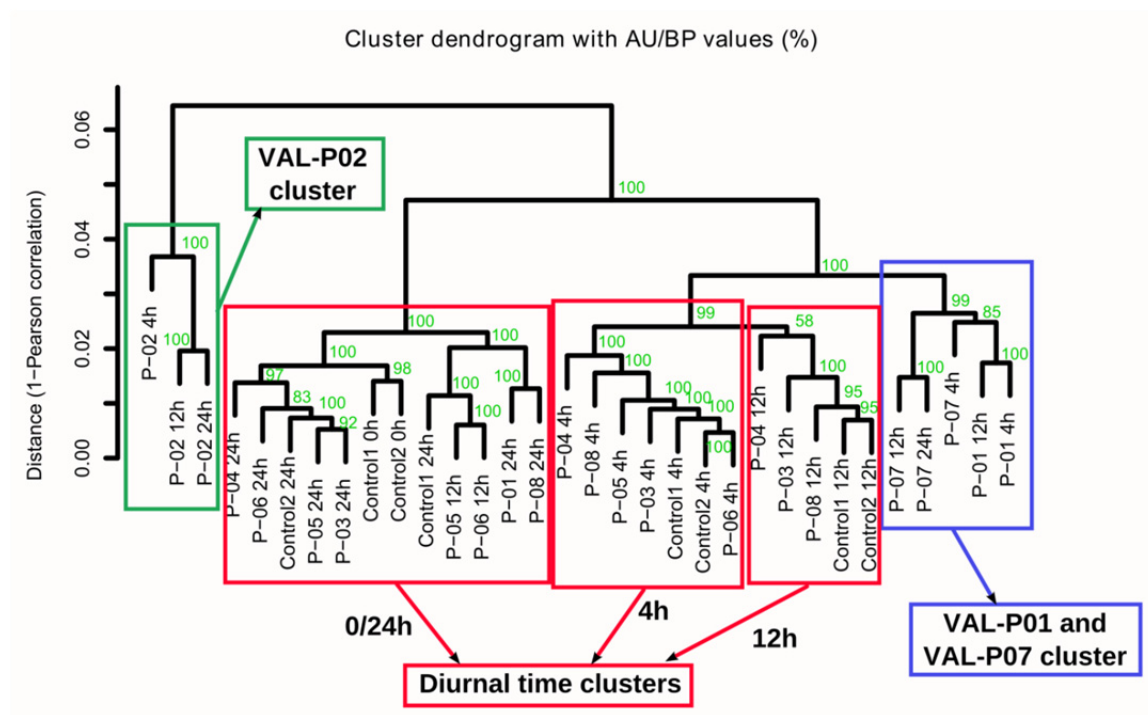 Cluster dendrogram with AU/BP values (%)
Distance (1−Pearson correlation)
0.06
0.04
0.02
0.00
VAL-P02
cluster
100
100
100
100
100
100
97
83
100
92
98
100
100
100
100
99
100
100
100
100
100
100
58
100
95
95
99
85
100
100
P−02 4h
P−02 12h
P−02 24h
P−04 24h
P−06 24h
Control2 24h
P−05 24h
P−03 24h
Control1 0h
Control2 0h
Control1 24h
P−05 12h
P−06 12h
P−01 24h
P−08 24h
P−04 4h
P−08 4h
P−05 4h
P−03 4h
Control1 4h
Control2 4h
P−06 4h
P−04 12h
P−03 12h
P−08 12h
Control1 12h
Control2 12h
P−07 12h
P−07 24h
P−07 4h
P−01 12h
P−01 4h
0/24h
4h
12h
Diurnal time clusters
VAL-P01 and
VAL-P07 cluster